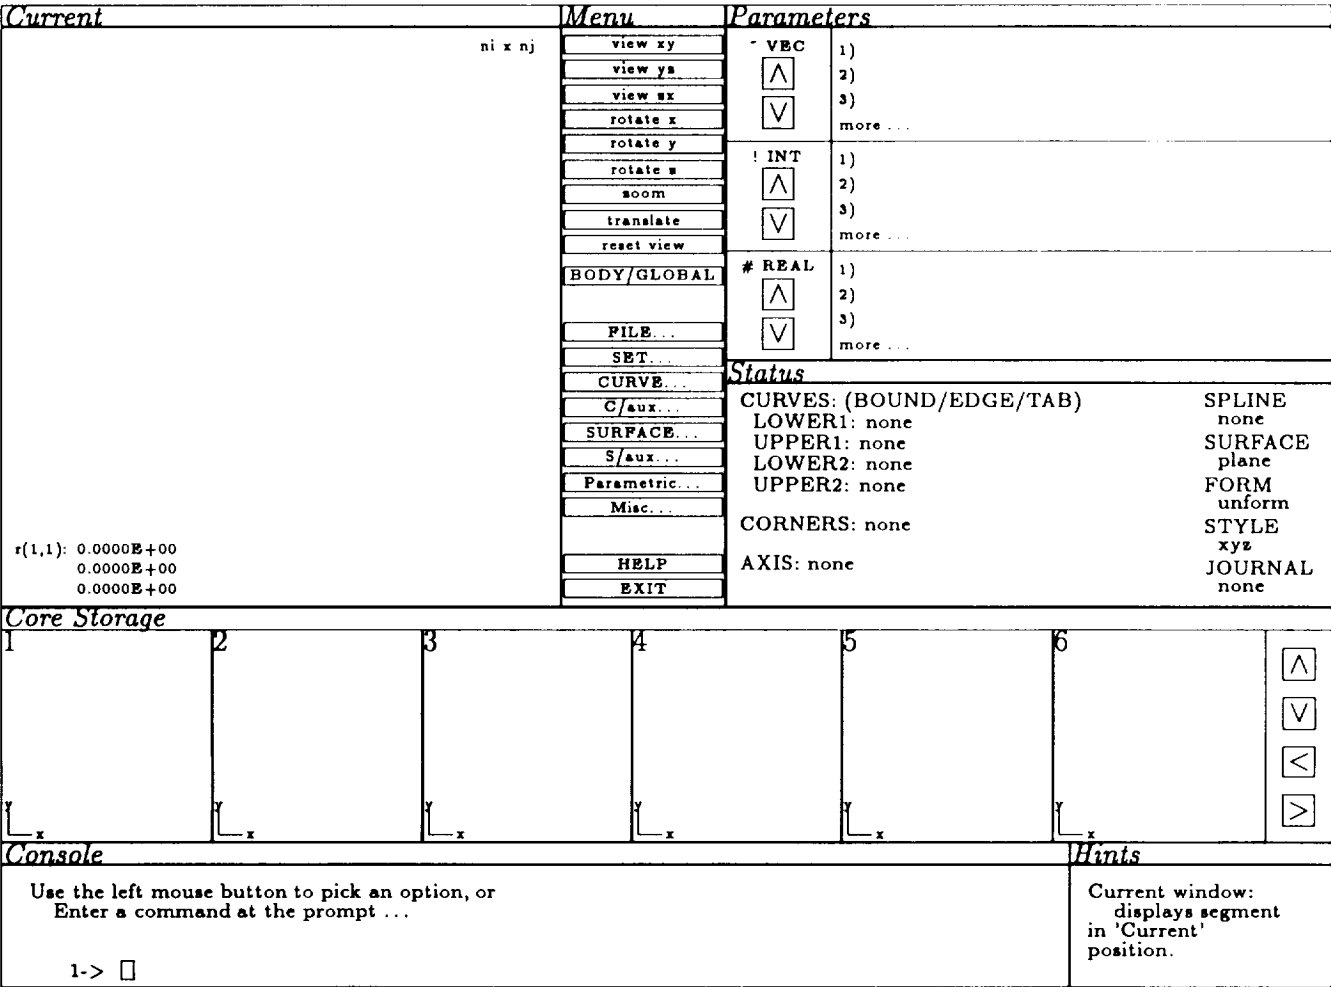 Current
ni x nj
r(1,1): 0.0000E+00
0.0000E+00
0.0000E+00
Menu
view xy
view yz
view zx
rotate x
rotate y
rotate z
zoom
translate
reset view
BODY/GLOBAL
FILE...
SET...
CURVE...
C/aux...
SURFACE...
S/aux...
Parametric...
Misc...
HELP
EXIT
Parameters
~ VEC
Λ
V
1)
2)
3)
more ...
! INT
Λ
V
1)
2)
3)
more ...
# REAL
Λ
V
1)
2)
3)
more ...
Status
CURVES: (BOUND/EDGE/TAB)
LOWER1: none
UPPER1: none
LOWER2: none
UPPER2: none
CORNERS: none
AXIS: none
SPLINE
none
SURFACE
plane
FORM
unform
STYLE
xyz
JOURNAL
none
Core Storage
1
y
x
2
y
x
3
y
x
4
y
x
5
y
x
6
y
x
Λ
V
<
>
Console
Use the left mouse button to pick an option, or
Enter a command at the prompt ...
1->
Hints
Current window:
displays segment
in 'Current'
position.